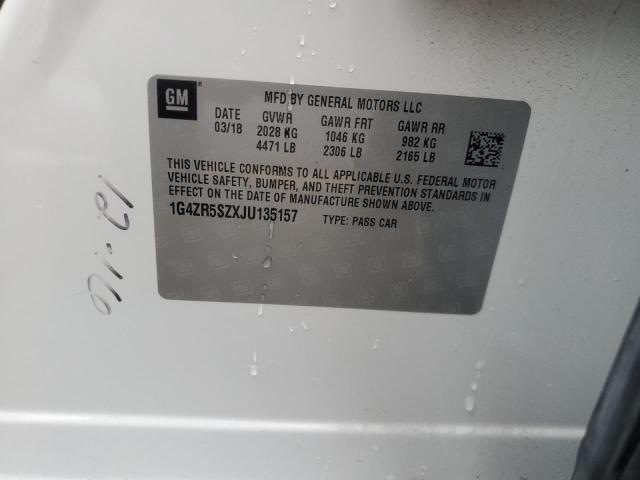 GM
MFD BY GENERAL MOTORS LLC
DATE GVWR GAWR FRT GAWR RR
03/18 2028 KG 1046 KG 982 KG
4471 LB 2306 LB 2165 LB
THIS VEHICLE CONFORMS TO ALL APPLICABLE U.S. FEDERAL MOTOR
VEHICLE SAFETY, BUMPER, AND THEFT PREVENTION STANDARDS IN
EFFECT ON THE DATE OF MANUFACTURE SHOWN ABOVE.
1G4ZR5SZXJU135157 TYPE: PASS CAR